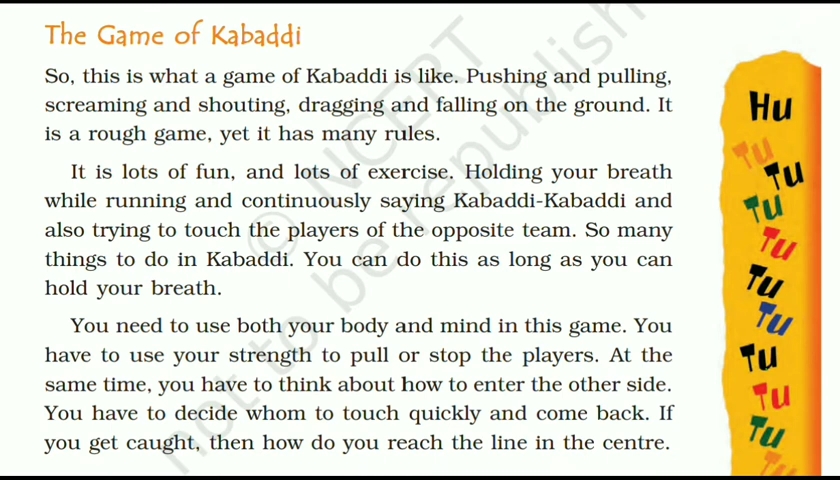 The Game of Kabaddi
So, this is what a game of Kabaddi is like. Pushing and pulling,
screaming and shouting, dragging and falling on the ground. It
is a rough game, yet it has many rules.
It is lots of fun, and lots of exercise. Holding your breath
while running and continuously saying Kabaddi-Kabaddi and
also trying to touch the players of the opposite team. So many
things to do in Kabaddi. You can do this as long as you can
hold your breath.
You need to use both your body and mind in this game. You
have to use your strength to pull or stop the players. At the
same time, you have to think about how to enter the other side.
You have to decide whom to touch quickly and come back. If
you get caught, then how do you reach the line in the centre.
Hu
Tu
Tu
Tu
Tu
Tu
Tu
Tu
Tu
Tu
Tu
© NCERT
not to be republish